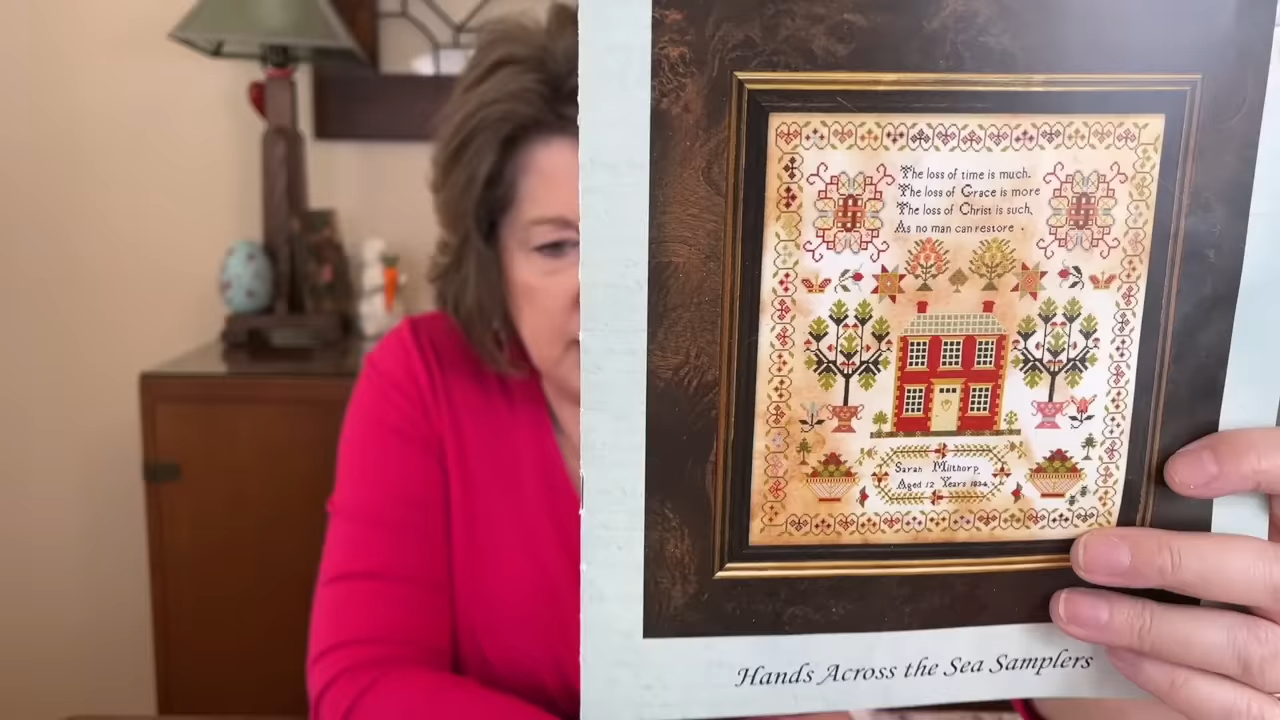 The loss of time is much.
The loss of Grace is more
The loss of Christ is such,
As no man can restore .
Sarah Milthorp
Aged 12 Years 1834
Hands Across the Sea Samplers